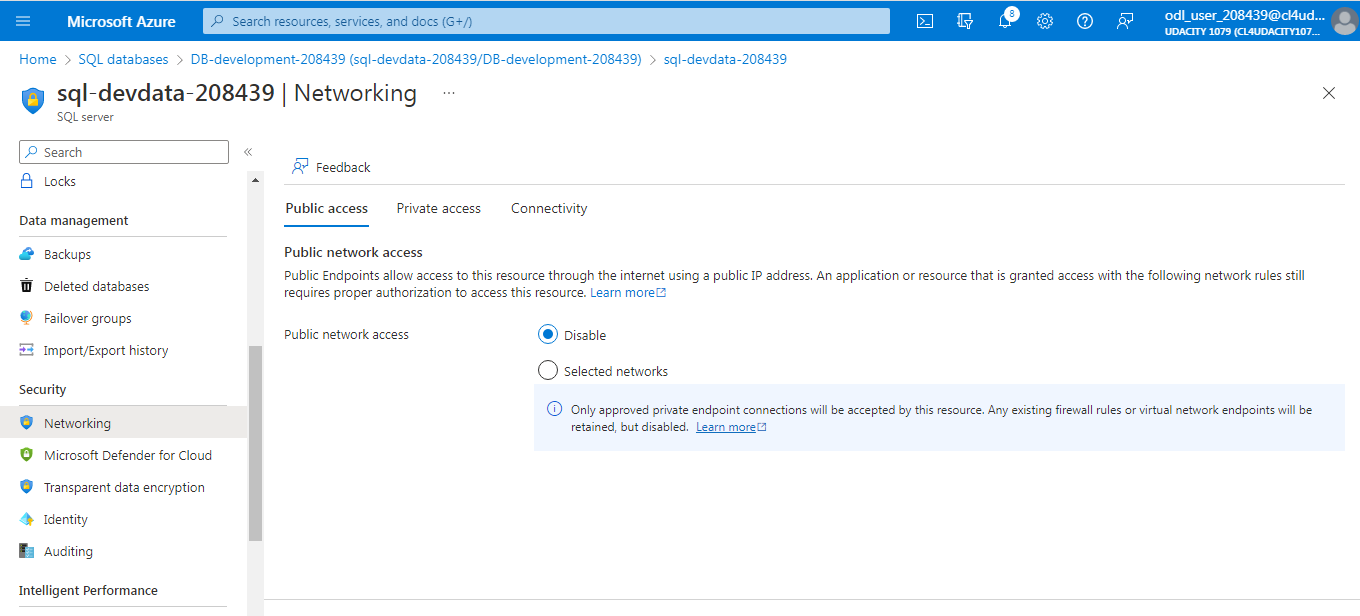 Microsoft Azure
Search resources, services, and docs (G+/)
8
odl_user_208439@cl4ud...
UDACITY 1079 (CL4UDACITY107...
Home > SQL databases > DB-development-208439 (sql-devdata-208439/DB-development-208439) > sql-devdata-208439
sql-devdata-208439 | Networking ...
SQL server
Search
Locks
Data management
Backups
Deleted databases
Failover groups
Import/Export history
Security
Networking
Microsoft Defender for Cloud
Transparent data encryption
Identity
Auditing
Intelligent Performance
Feedback
Public access Private access Connectivity
Public network access
Public Endpoints allow access to this resource through the internet using a public IP address. An application or resource that is granted access with the following network rules still
requires proper authorization to access this resource. Learn more
Public network access
Disable
Selected networks
Only approved private endpoint connections will be accepted by this resource. Any existing firewall rules or virtual network endpoints will be
retained, but disabled. Learn more